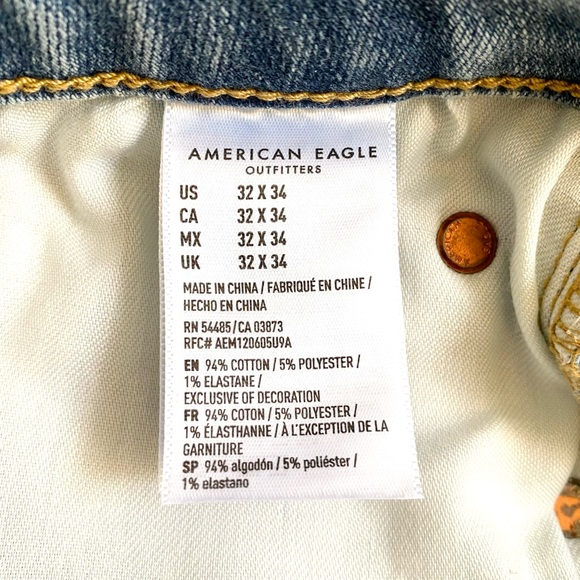 AMERICAN EAGLE
OUTFITTERS
US 32 X 34
CA 32 X 34
MX 32 X 34
UK 32 X 34
MADE IN CHINA / FABRIQUÉ EN CHINE /
HECHO EN CHINA
RN 54485/CA 03873
RFC# AEM120605U9A
EN 94% COTTON / 5% POLYESTER /
1% ELASTANE /
EXCLUSIVE OF DECORATION
FR 94% COTON / 5% POLYESTER /
1% ÉLASTHANNE / À L'EXCEPTION DE LA
GARNITURE
SP 94% algodón / 5% poliéster /
1% elastano